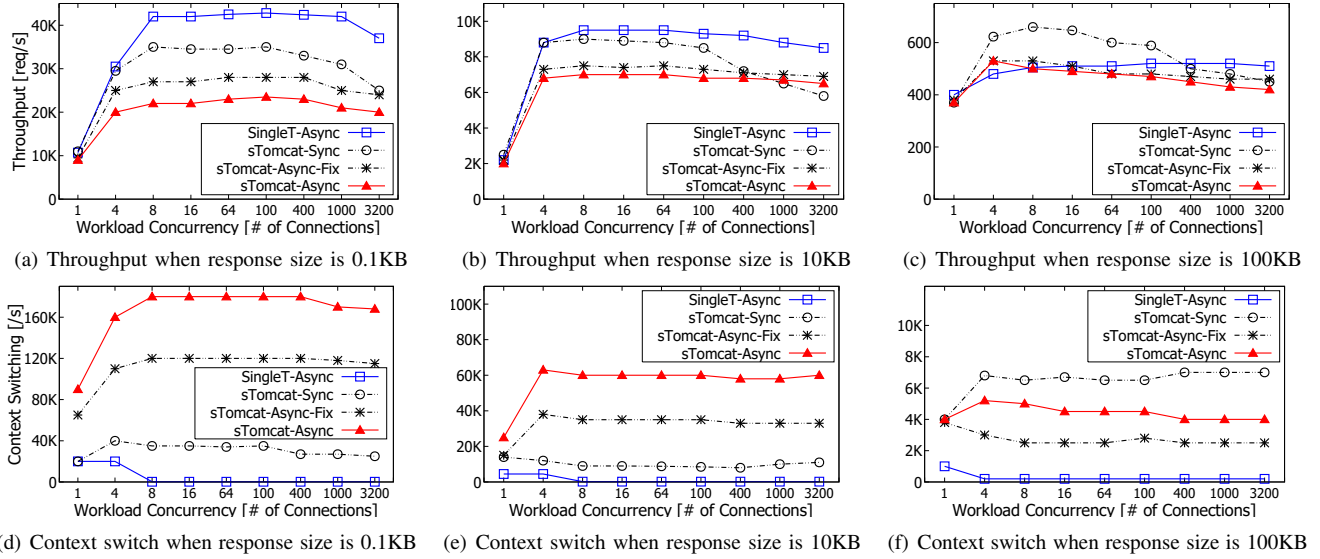 Throughput [req/s]
40K
30K
20K
10K
0
SingleT-Async
sTomcat-Sync
sTomcat-Async-Fix
sTomcat-Async
1 4 8 16 64 100 400 1000 3200
Workload Concurrency [# of Connections]
(a) Throughput when response size is 0.1KB
10K
8K
6K
4K
2K
0
SingleT-Async
sTomcat-Sync
sTomcat-Async-Fix
sTomcat-Async
1 4 8 16 64 100 400 1000 3200
Workload Concurrency [# of Connections]
(b) Throughput when response size is 10KB
600
400
200
0
SingleT-Async
sTomcat-Sync
sTomcat-Async-Fix
sTomcat-Async
1 4 8 16 64 100 400 1000 3200
Workload Concurrency [# of Connections]
(c) Throughput when response size is 100KB
Context Switching [/s]
160K
120K
80K
40K
0
SingleT-Async
sTomcat-Sync
sTomcat-Async-Fix
sTomcat-Async
1 4 8 16 64 100 400 1000 3200
Workload Concurrency [# of Connections]
(d) Context switch when response size is 0.1KB
100K
80K
60K
40K
20K
0
SingleT-Async
sTomcat-Sync
sTomcat-Async-Fix
sTomcat-Async
1 4 8 16 64 100 400 1000 3200
Workload Concurrency [# of Connections]
(e) Context switch when response size is 10KB
10K
8K
6K
4K
2K
0
SingleT-Async
sTomcat-Sync
sTomcat-Async-Fix
sTomcat-Async
1 4 8 16 64 100 400 1000 3200
Workload Concurrency [# of Connections]
(f) Context switch when response size is 100KB